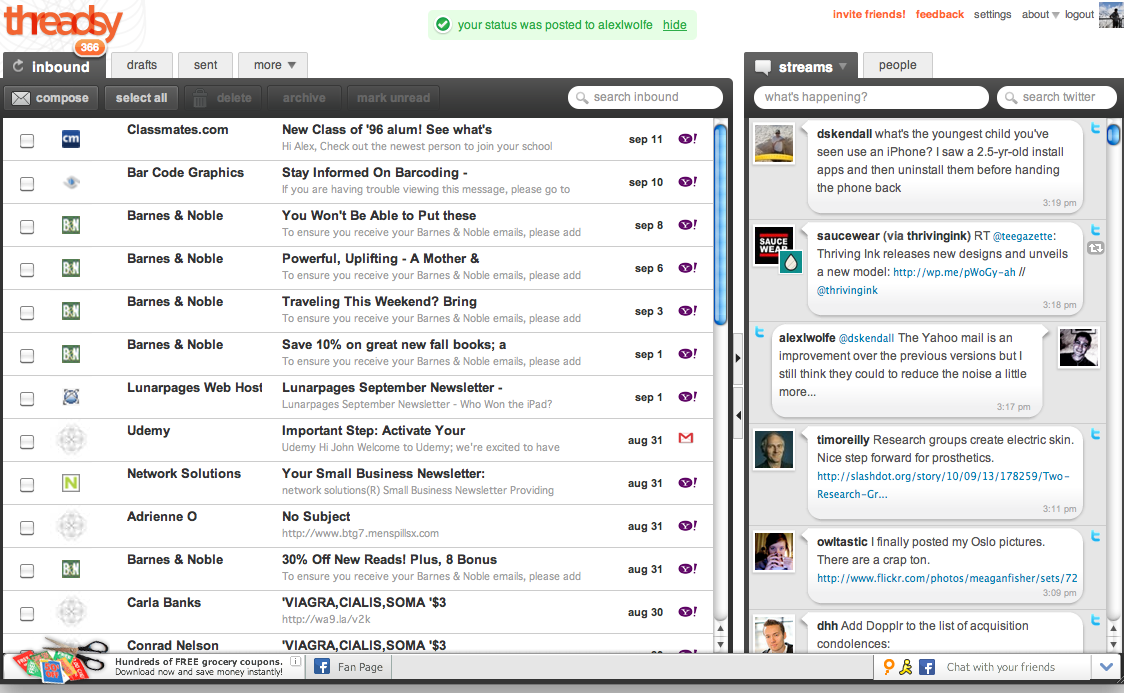 threadsy
366
your status was posted to alexlwolfe hide
invite friends! feedback settings about logout
Inbound drafts sent more
compose select all delete archive mark unread search inbound
Classmates.com New Class of '96 alum! See what's sep 11 Y!
Hi Alex, Check out the newest person to join your school
Bar Code Graphics Stay Informed On Barcoding - sep 10 Y!
If you are having trouble viewing this message, please go to
Barnes & Noble You Won't Be Able to Put these sep 8 Y!
To ensure you receive your Barnes & Noble emails, please add
Barnes & Noble Powerful, Uplifting - A Mother & sep 6 Y!
To ensure you receive your Barnes & Noble emails, please add
Barnes & Noble Traveling This Weekend? Bring sep 3 Y!
To ensure you receive your Barnes & Noble emails, please add
Barnes & Noble Save 10% on great new fall books; a sep 1 Y!
To ensure you receive your Barnes & Noble emails, please add
Lunarpages Web Host Lunarpages September Newsletter - sep 1 Y!
Lunarpages September Newsletter - Who Won the iPad?
Udemy Important Step: Activate Your aug 31
Udemy Hi John Welcome to Udemy; we're excited to have
Network Solutions Your Small Business Newsletter: aug 31 Y!
network solutions(R) Small Business Newsletter Providing
Adrienne O No Subject aug 31 Y!
http://www.btg7.menspillsx.com
Barnes & Noble 30% Off New Reads! Plus, 8 Bonus aug 31 Y!
To ensure you receive your Barnes & Noble emails, please add
Carla Banks 'VIAGRA,CIALIS,SOMA '$3 aug 30 Y!
http://wa9.la/v2k
Conrad Nelson 'VIAGRA,CIALIS,SOMA '$3
streams people
what's happening? search twitter
dskendall what's the youngest child you've
seen use an iPhone? I saw a 2.5-yr-old install
apps and then uninstall them before handing
the phone back
3:19 pm
SAUCE
WEAR
saucewear (via thrivingink) RT @teegazette:
Thriving Ink releases new designs and unveils
a new model: http://wp.me/pWoGy-ah //
@thrivingink
3:18 pm
alexlwolfe @dskendall The Yahoo mail is an
improvement over the previous versions but I
still think they could to reduce the noise a little
more...
3:17 pm
timoreilly Research groups create electric skin.
Nice step forward for prosthetics.
http://slashdot.org/story/10/09/13/178259/Two-
Research-Gr...
3:11 pm
owltastic I finally posted my Oslo pictures.
There are a crap ton.
http://www.flickr.com/photos/meaganfisher/sets/72
3:09 pm
dhh Add Dopplr to the list of acquisition
condolences:
Hundreds of FREE grocery coupons.
Download now and save money instantly!
Fan Page
Chat with your friends